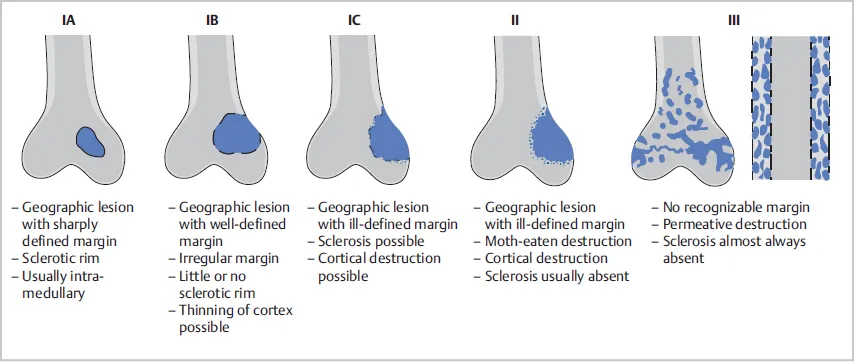 IA
– Geographic lesion
with sharply
defined margin
– Sclerotic rim
– Usually intra-
medullary
IB
– Geographic lesion
with well-defined
margin
– Irregular margin
– Little or no
sclerotic rim
– Thinning of cortex
possible
IC
– Geographic lesion
with ill-defined margin
– Sclerosis possible
– Cortical destruction
possible
II
– Geographic lesion
with ill-defined margin
– Moth-eaten destruction
– Cortical destruction
– Sclerosis usually absent
III
– No recognizable margin
– Permeative destruction
– Sclerosis almost always
absent